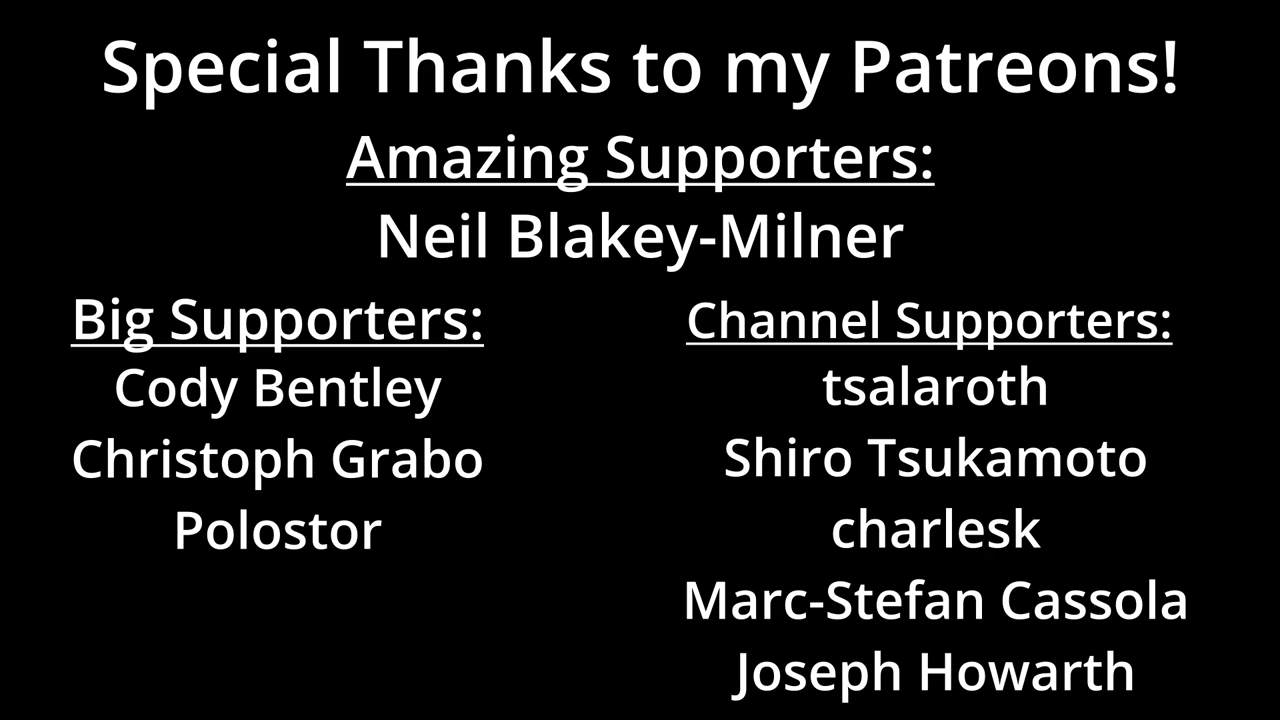 Special Thanks to my Patreons!
Amazing Supporters:
Neil Blakey-Milner
Big Supporters:
Cody Bentley
Christoph Grabo
Polostor
Channel Supporters:
tsalaroth
Shiro Tsukamoto
charlesk
Marc-Stefan Cassola
Joseph Howarth